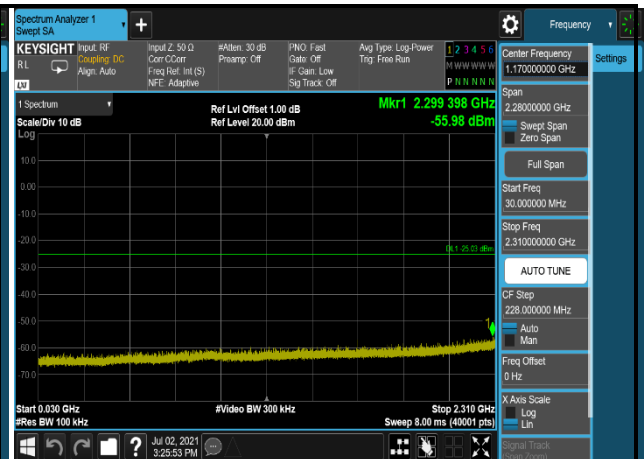 Spectrum Analyzer 1
Swept SA
Frequency
KEYSIGHT
RL
Input: RF
Coupling: DC
Align: Auto
Input Z: 50 Ω
Corr CCorr
Freq Ref: Int (S)
NFE: Adaptive
#Atten: 30 dB
Preamp: Off
PNO: Fast
Gate: Off
IF Gain: Low
Sig Track: Off
Avg Type: Log-Power
Trig: Free Run
1 2 3 4 5 6
M W W W W W
P N N N N N
LXI
1 Spectrum
Scale/Div 10 dB
Log
Ref Lvl Offset 1.00 dB
Ref Level 20.00 dBm
Mkr1 2.299 398 GHz
-55.98 dBm
10.0
0.00
-10.0
-20.0
-30.0
-40.0
-50.0
-60.0
-70.0
DL1 -25.03 dBm
1
Start 0.030 GHz
#Res BW 100 kHz
#Video BW 300 kHz
Stop 2.310 GHz
Sweep 8.00 ms (40001 pts)
Jul 02, 2021
3:25:53 PM
Center Frequency
1.170000000 GHz
Settings
Span
2.28000000 GHz
Swept Span
Zero Span
Full Span
Start Freq
30.000000 MHz
Stop Freq
2.310000000 GHz
AUTO TUNE
CF Step
228.000000 MHz
Auto
Man
Freq Offset
0 Hz
X Axis Scale
Log
Lin
Signal Track
(Span Zoom)